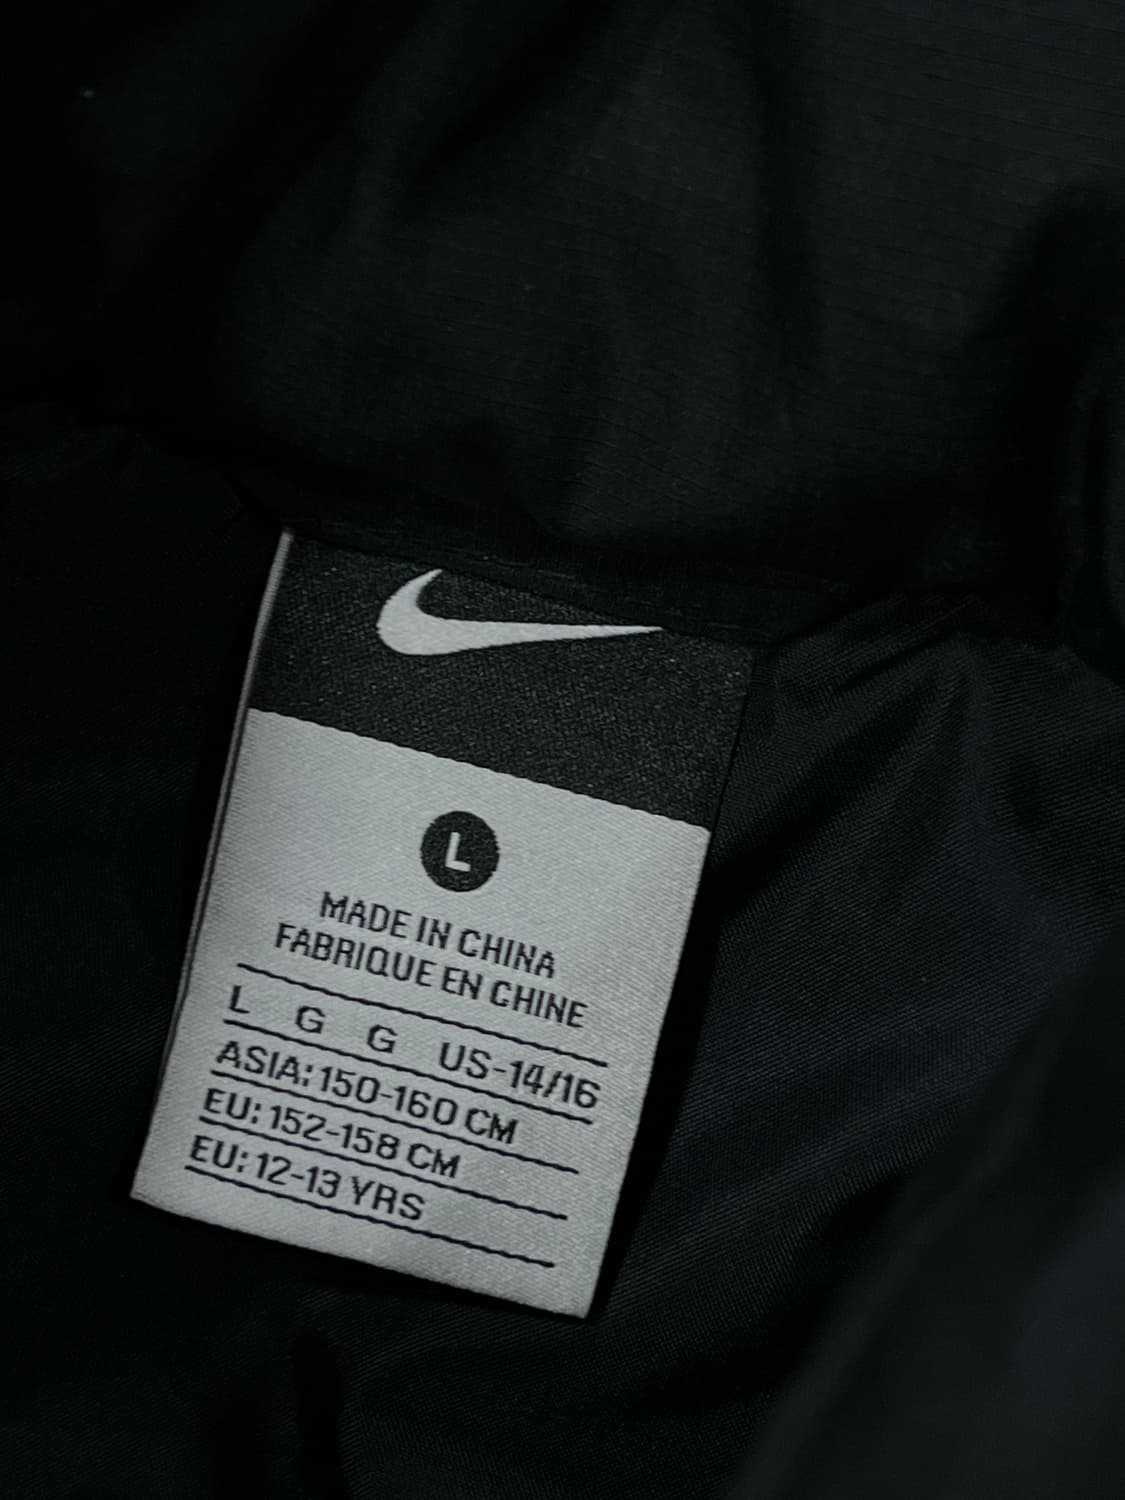 L
MADE IN CHINA
FABRIQUE EN CHINE
L G G US-14/16
ASIA: 150-160 CM
EU: 152-158 CM
EU: 12-13 YRS